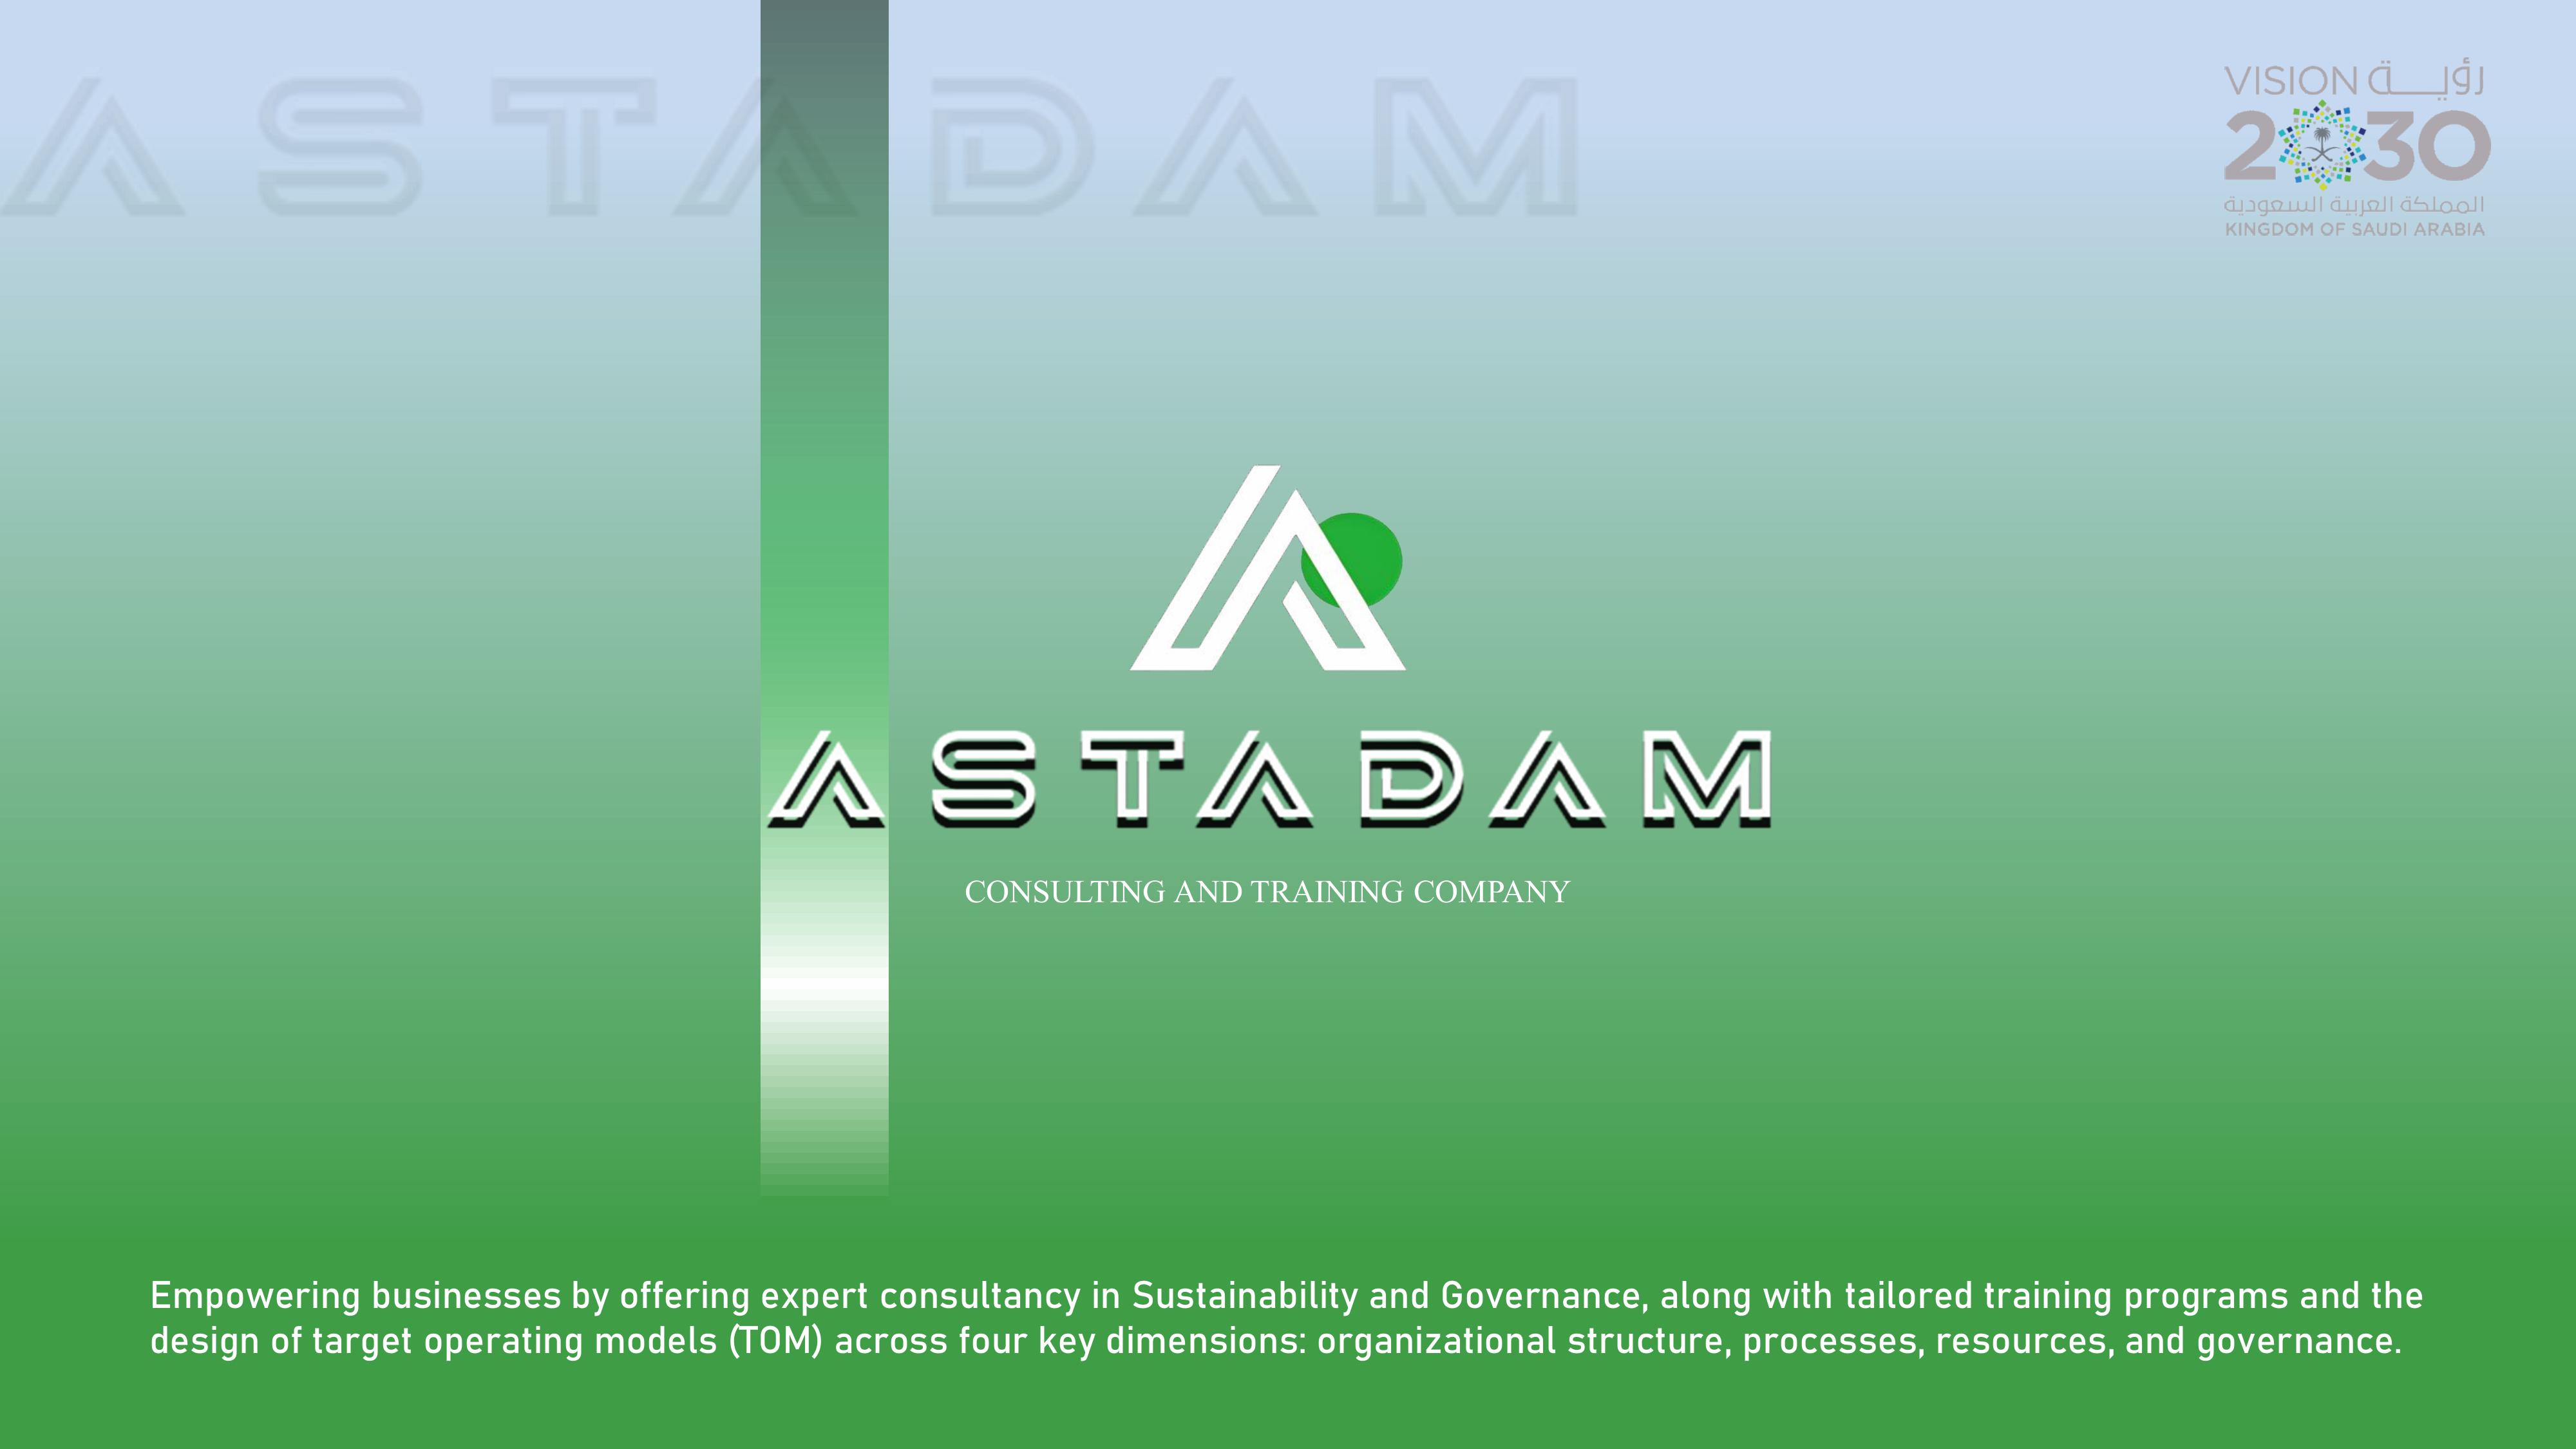 ASTADAM
VISION رؤيــــة
2030
المملكة العربية السعودية
KINGDOM OF SAUDI ARABIA
ASTADAM
CONSULTING AND TRAINING COMPANY
Empowering businesses by offering expert consultancy in Sustainability and Governance, along with tailored training programs and the
design of target operating models (TOM) across four key dimensions: organizational structure, processes, resources, and governance.